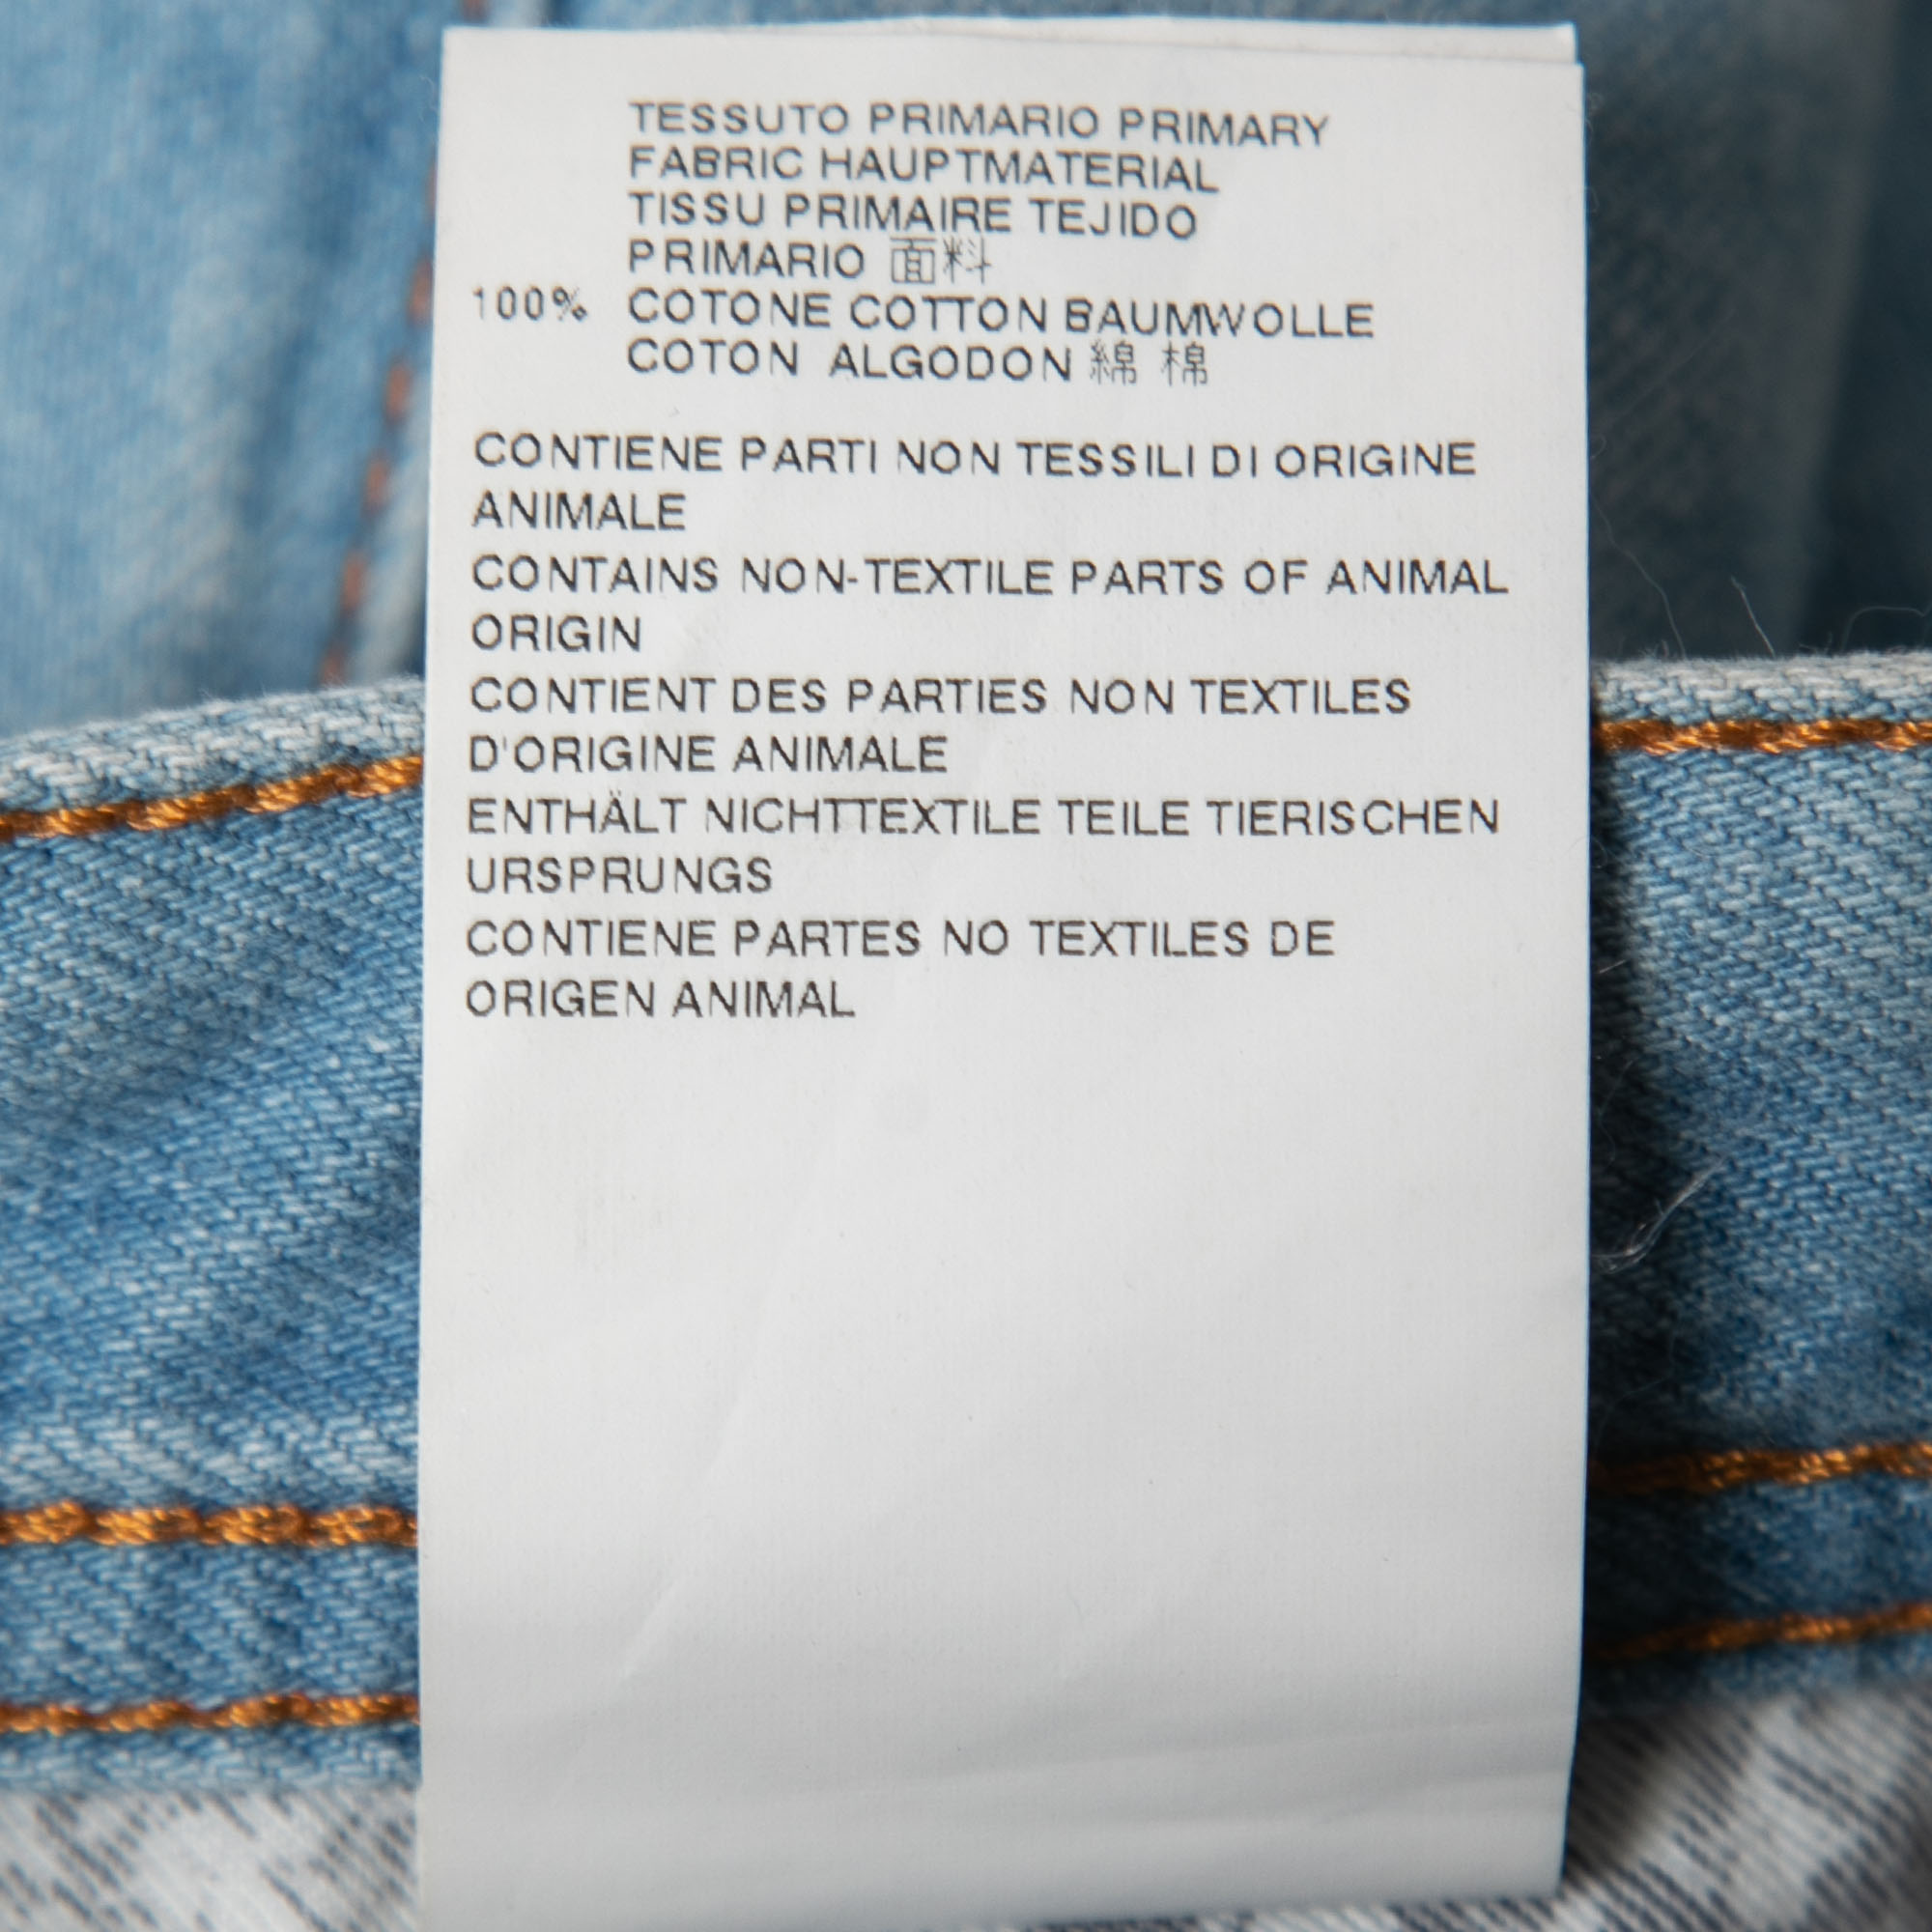 TESSUTO PRIMARIO PRIMARY
FABRIC HAUPTMATERIAL
TISSU PRIMAIRE TEJIDO
PRIMARIO 面料
100% COTONE COTTON BAUMWOLLE
COTON ALGODON 綿 棉
CONTIENE PARTI NON TESSILI DI ORIGINE
ANIMALE
CONTAINS NON-TEXTILE PARTS OF ANIMAL
ORIGIN
CONTIENT DES PARTIES NON TEXTILES
D'ORIGINE ANIMALE
ENTHÄLT NICHTTEXTILE TEILE TIERISCHEN
URSPRUNGS
CONTIENE PARTES NO TEXTILES DE
ORIGEN ANIMAL